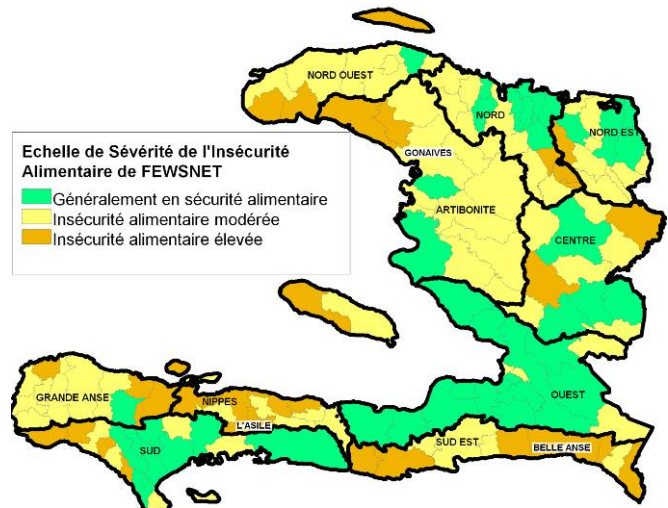 NORD OUEST
NORD
NORD EST
Echelle de Sévérité de l'Insécurité
Alimentaire de FEWSNET
Généralement en sécurité alimentaire
Insécurité alimentaire modérée
Insécurité alimentaire élevée
GONAIVES
ARTIBONITE
CENTRE
GRANDE ANSE
NIPPES
OUEST
L'ASILE
SUD
SUD EST
BELLE ANSE